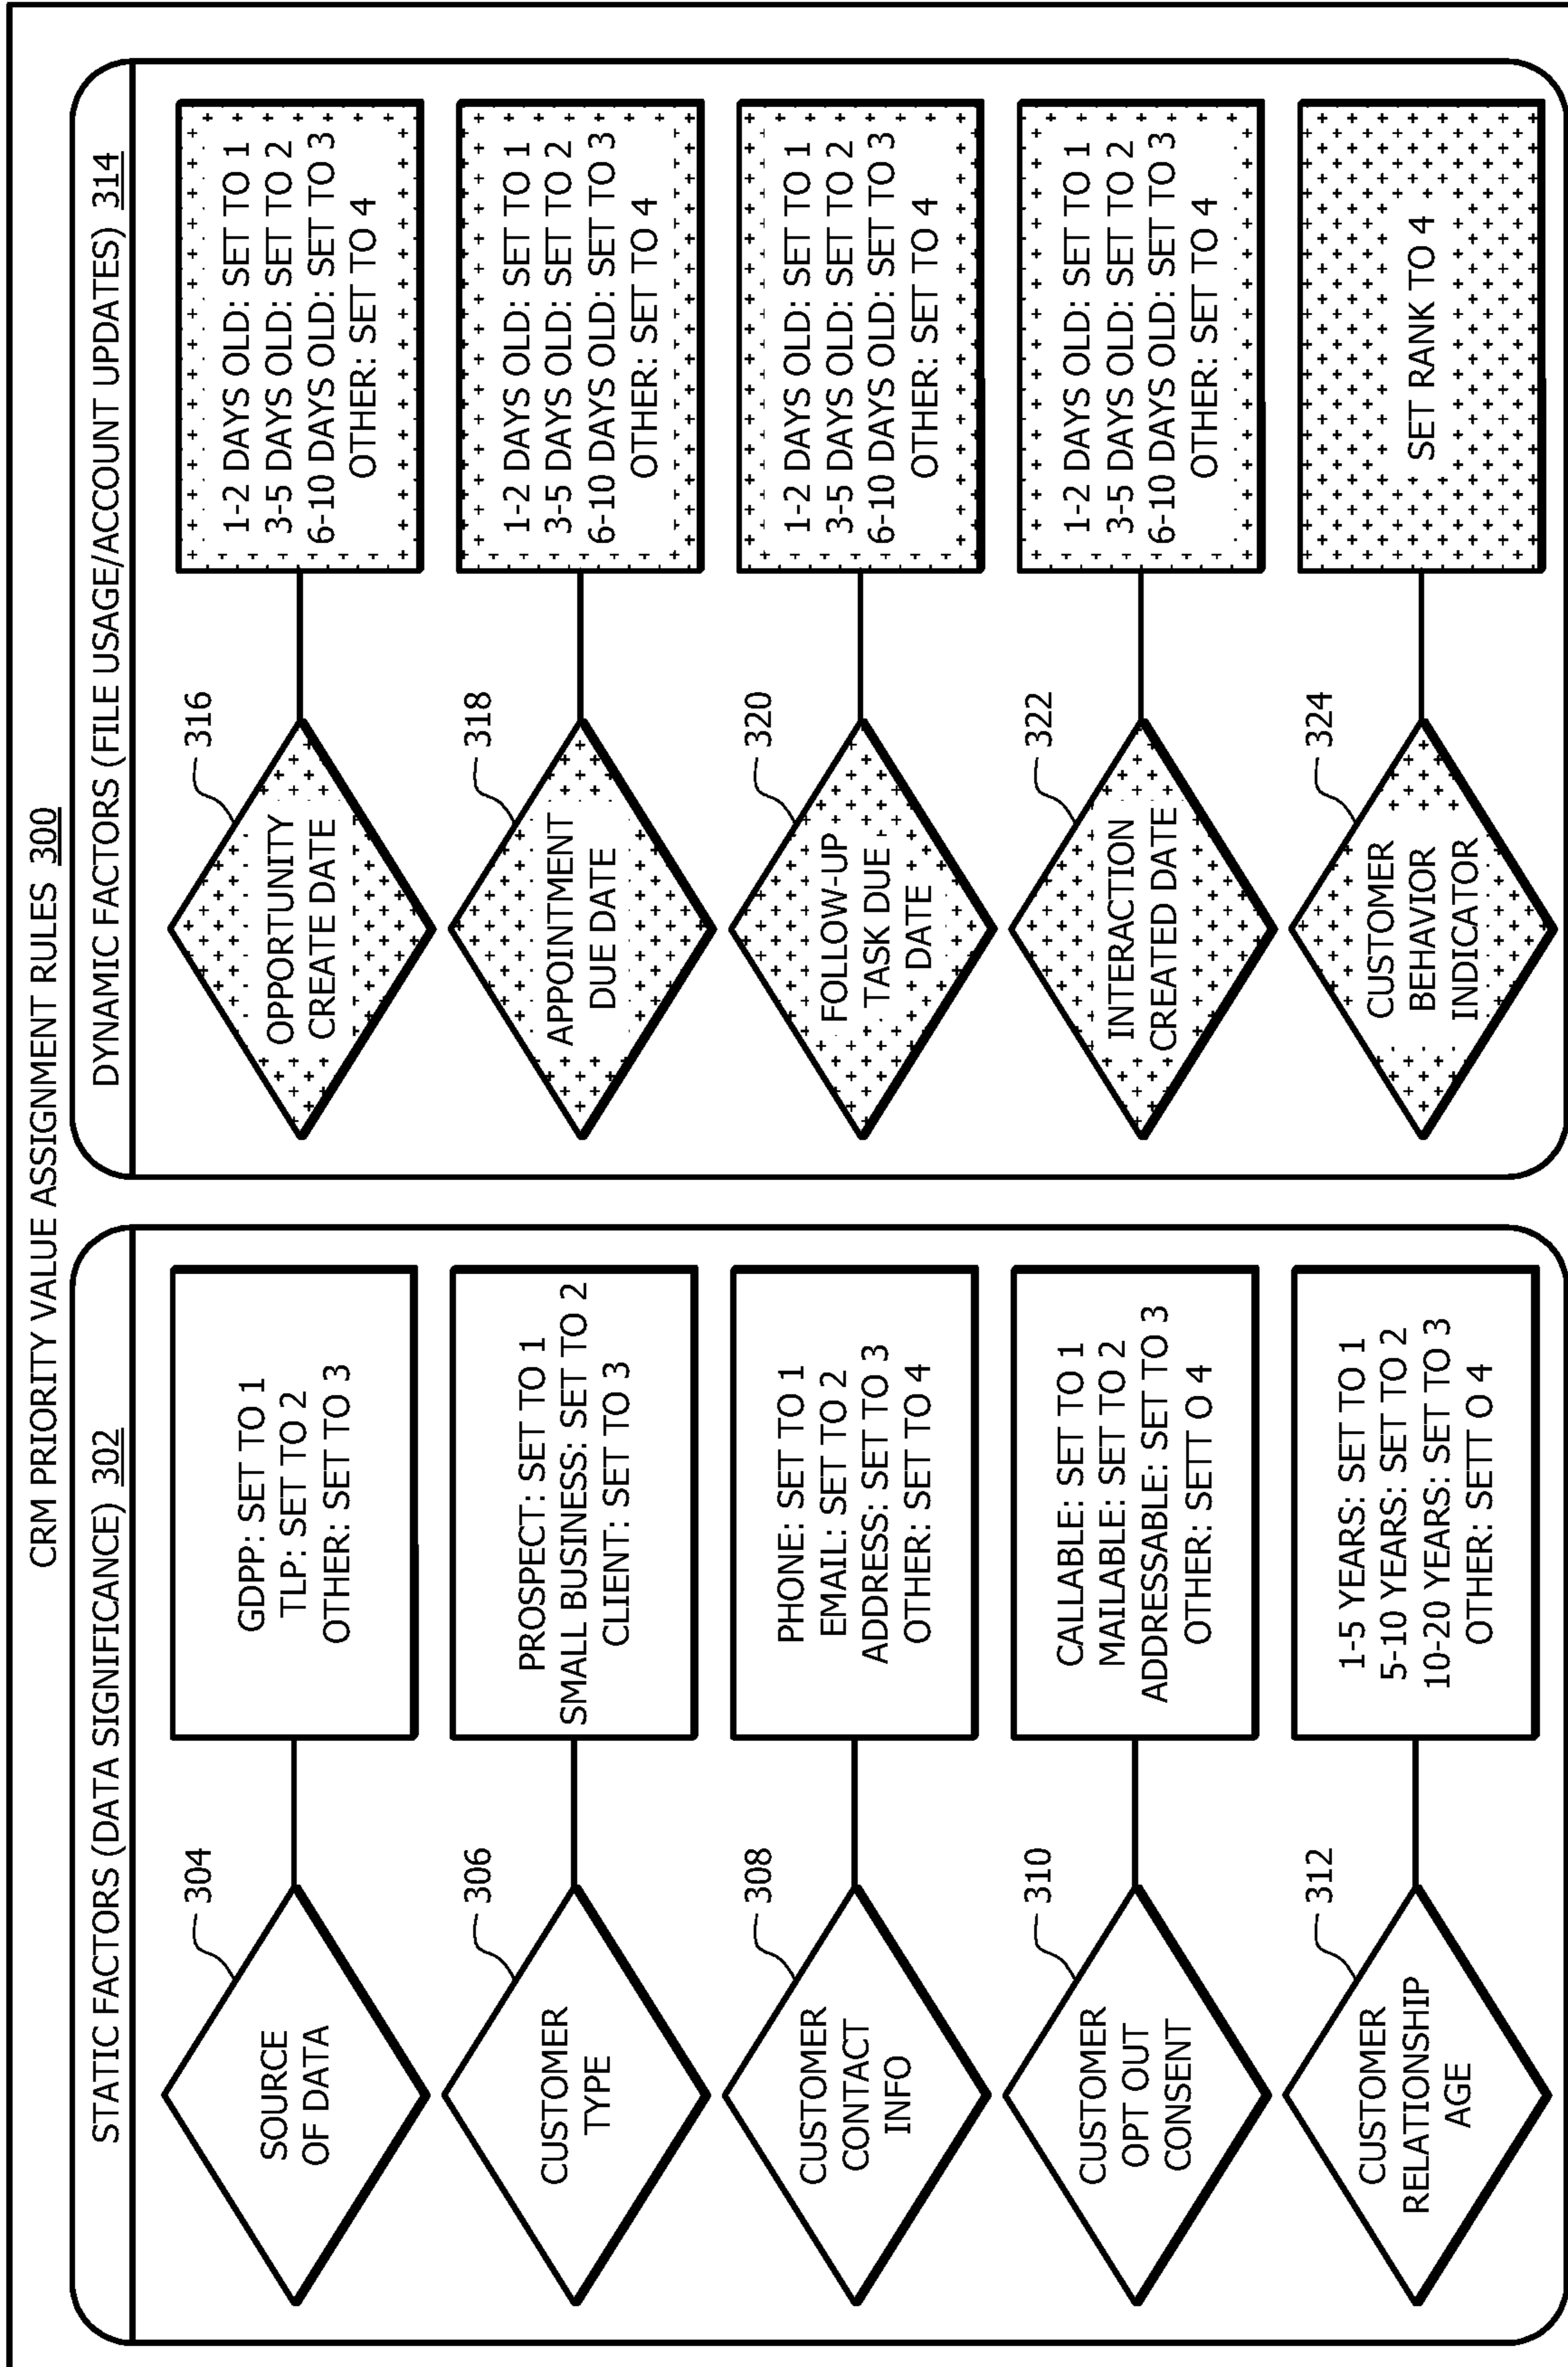 CRM PRIORITY VALUE ASSIGNMENT RULES 300
STATIC FACTORS (DATA SIGNIFICANCE) 302
304
SOURCE
OF DATA
GDPP: SET TO 1
TLP: SET TO 2
OTHER: SET TO 3
306
CUSTOMER
TYPE
PROSPECT: SET TO 1
SMALL BUSINESS: SET TO 2
CLIENT: SET TO 3
308
CUSTOMER
CONTACT
INFO
PHONE: SET TO 1
EMAIL: SET TO 2
ADDRESS: SET TO 3
OTHER: SET TO 4
310
CUSTOMER
OPT OUT
CONSENT
CALLABLE: SET TO 1
MAILABLE: SET TO 2
ADDRESSABLE: SET TO 3
OTHER: SETT O 4
312
CUSTOMER
RELATIONSHIP
AGE
1-5 YEARS: SET TO 1
5-10 YEARS: SET TO 2
10-20 YEARS: SET TO 3
OTHER: SETT O 4
DYNAMIC FACTORS (FILE USAGE/ACCOUNT UPDATES) 314
316
OPPORTUNITY
CREATE DATE
1-2 DAYS OLD: SET TO 1
3-5 DAYS OLD: SET TO 2
6-10 DAYS OLD: SET TO 3
OTHER: SET TO 4
318
APPOINTMENT
DUE DATE
1-2 DAYS OLD: SET TO 1
3-5 DAYS OLD: SET TO 2
6-10 DAYS OLD: SET TO 3
OTHER: SET TO 4
320
FOLLOW-UP
TASK DUE
DATE
1-2 DAYS OLD: SET TO 1
3-5 DAYS OLD: SET TO 2
6-10 DAYS OLD: SET TO 3
OTHER: SET TO 4
322
INTERACTION
CREATED DATE
1-2 DAYS OLD: SET TO 1
3-5 DAYS OLD: SET TO 2
6-10 DAYS OLD: SET TO 3
OTHER: SET TO 4
324
CUSTOMER
BEHAVIOR
INDICATOR
SET RANK TO 4